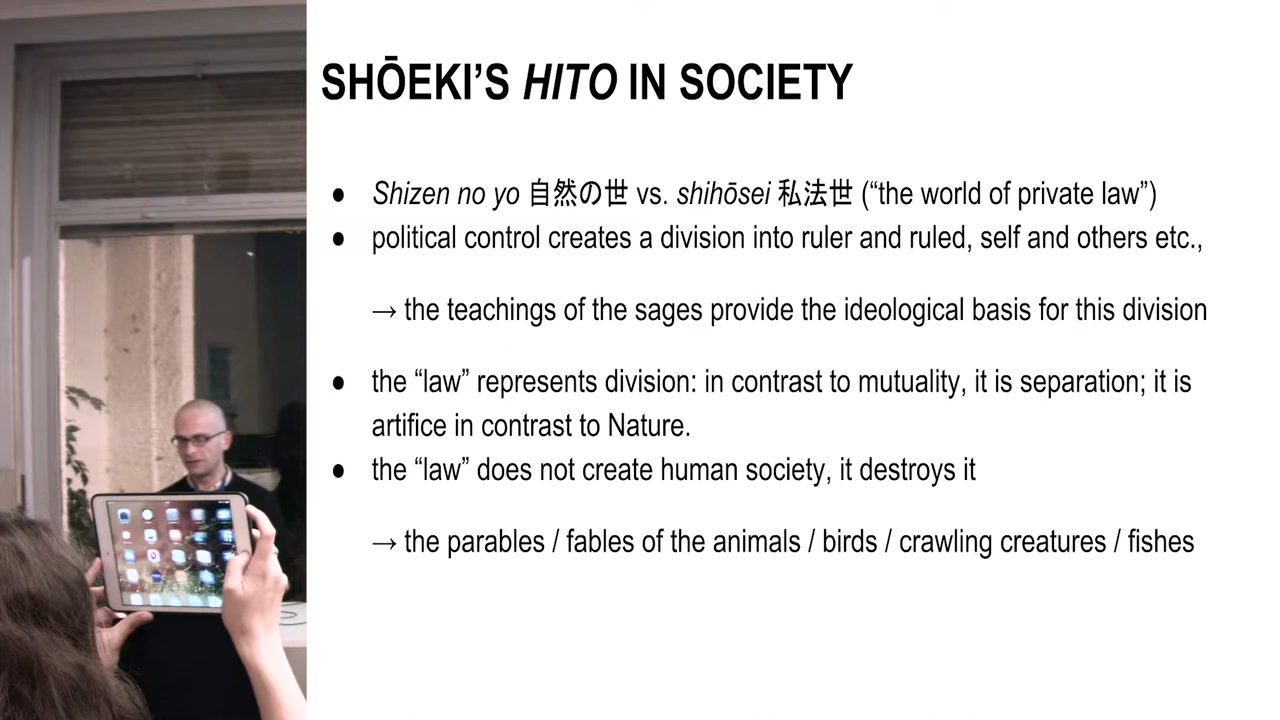 SHŌEKI’S HITO IN SOCIETY
● Shizen no yo 自然の世 vs. shihōsei 私法世 (“the world of private law”)
● political control creates a division into ruler and ruled, self and others etc.,
→ the teachings of the sages provide the ideological basis for this division
● the “law” represents division: in contrast to mutuality, it is separation; it is
artifice in contrast to Nature.
● the “law” does not create human society, it destroys it
→ the parables / fables of the animals / birds / crawling creatures / fishes